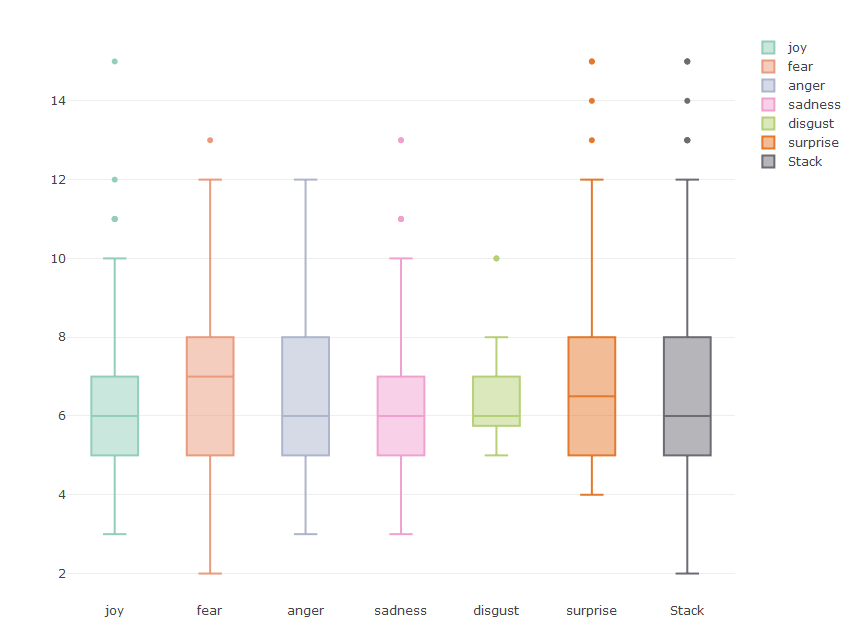 joy
fear
anger
sadness
disgust
surprise
Stack
14
12
10
8
6
4
2
joy fear anger sadness disgust surprise Stack